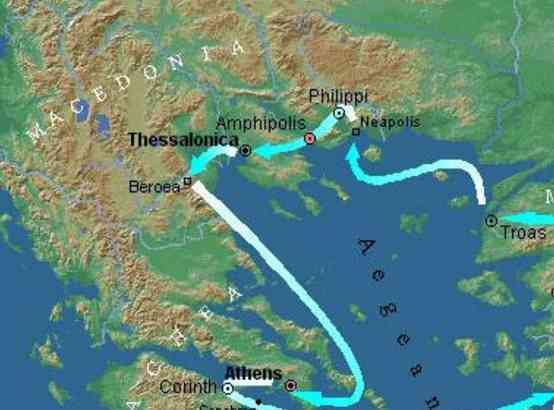 MACEDONIA
Philippi
Amphipolis
Neapolis
Thessalonica
Beroea
Troas
Aegean
Athens
Corinth